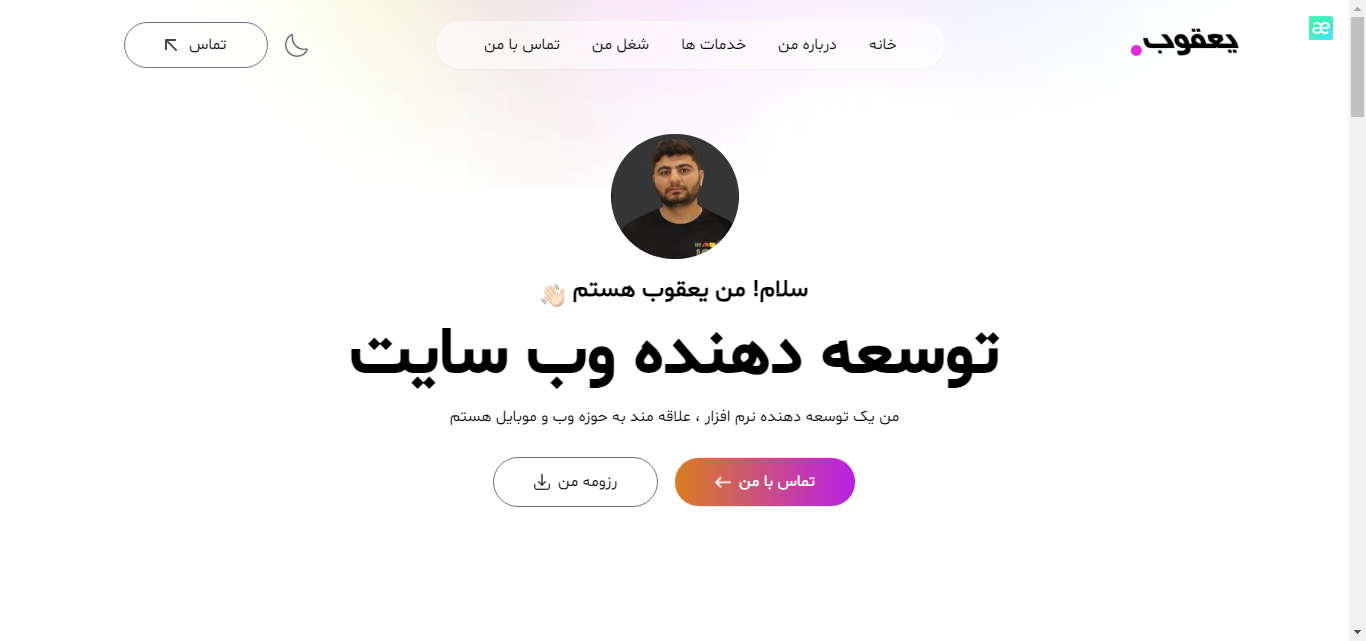 یعقوب.
خانه درباره من خدمات ها شغل من تماس با من
تماس
æ
سلام! من یعقوب هستم 👋🏻
توسعه دهنده وب سایت
من یک توسعه دهنده نرم افزار ، علاقه مند به حوزه وب و موبایل هستم
تماس با من
رزومه من